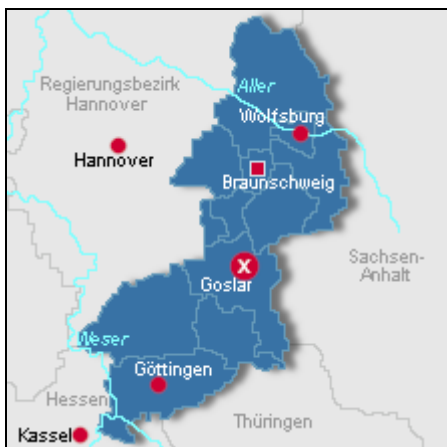 Regierungsbezirk
Hannover
Aller
Wolfsburg
Hannover
Braunschweig
Sachsen-
Anhalt
X
Goslar
Weser
Göttingen
Hessen
Thüringen
Kassel